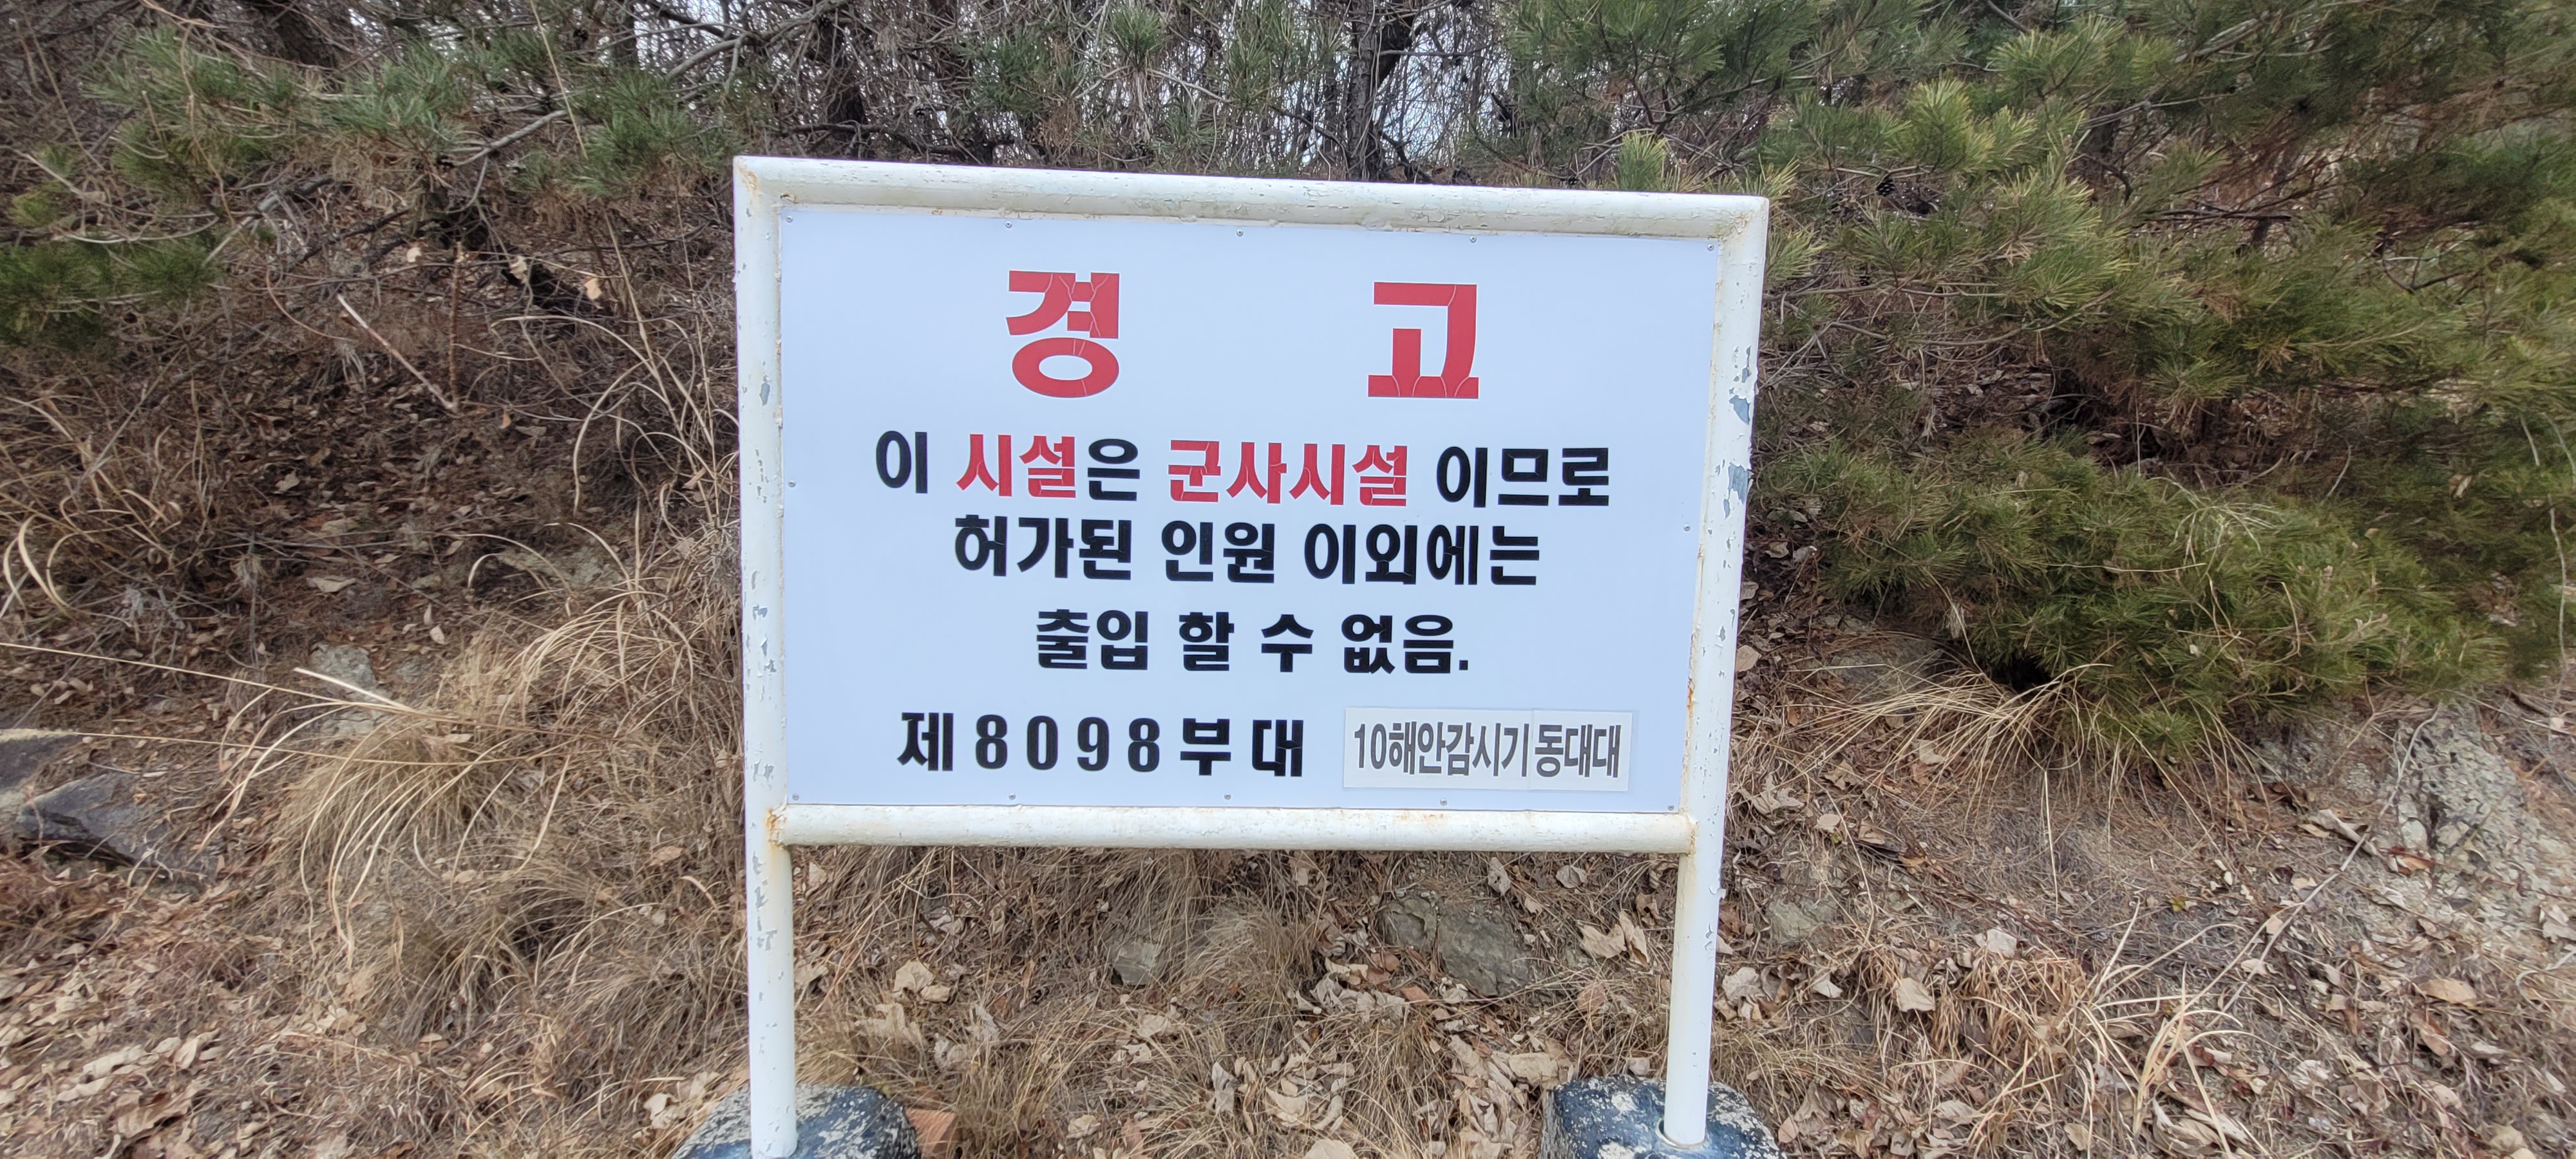 경 고
이 시설은 군사시설 이므로
허가된 인원 이외에는
출입 할 수 없음.
제8098부대 10해안감시기동대대